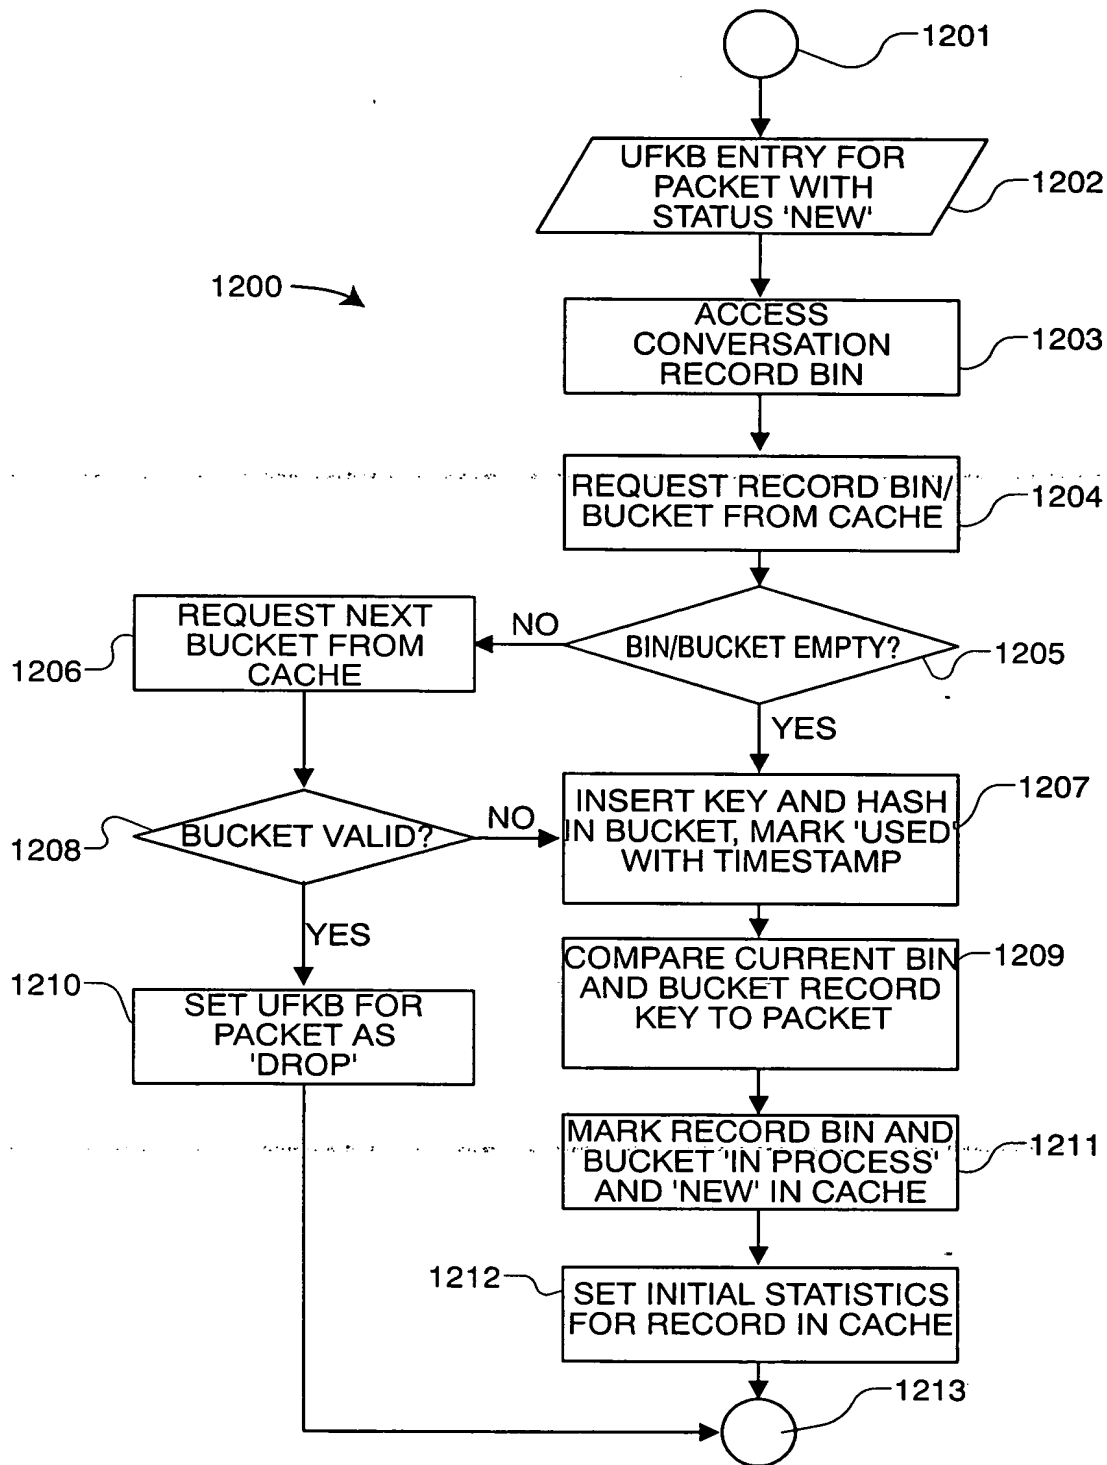 1201
UFKB ENTRY FOR
PACKET WITH
STATUS 'NEW'
1202
1200
ACCESS
CONVERSATION
RECORD BIN
1203
REQUEST RECORD BIN/
BUCKET FROM CACHE
1204
BIN/BUCKET EMPTY?
1205
NO
YES
REQUEST NEXT
BUCKET FROM
CACHE
1206
INSERT KEY AND HASH
IN BUCKET, MARK 'USED'
WITH TIMESTAMP
1207
BUCKET VALID?
1208
NO
YES
COMPARE CURRENT BIN
AND BUCKET RECORD
KEY TO PACKET
1209
1210
SET UFKB FOR
PACKET AS
'DROP'
MARK RECORD BIN AND
BUCKET 'IN PROCESS'
AND 'NEW' IN CACHE
1211
1212
SET INITIAL STATISTICS
FOR RECORD IN CACHE
1213